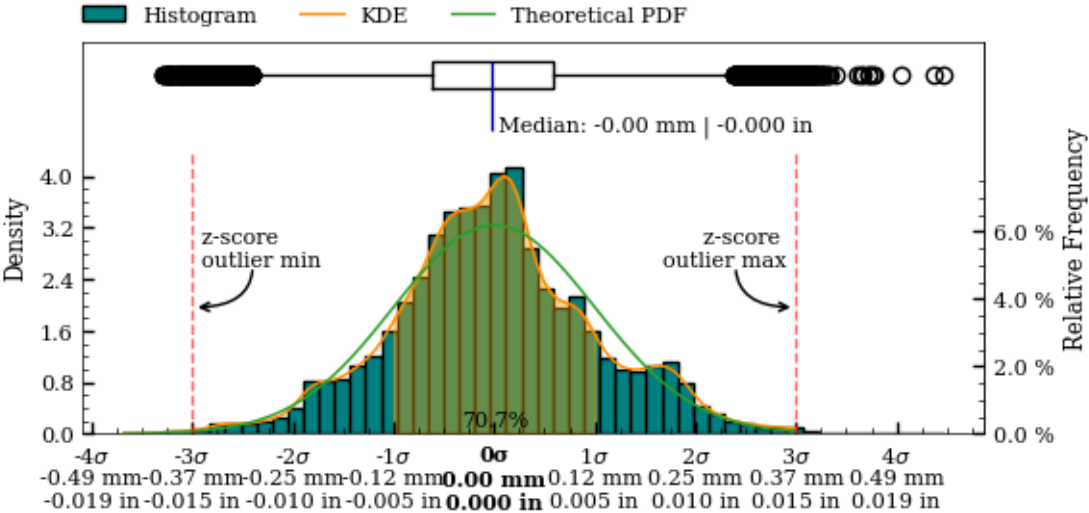 Histogram KDE Theoretical PDF
Median: -0.00 mm | -0.000 in
Density
4.0
3.2
2.4
1.6
0.8
0.0
z-score
outlier min
z-score
outlier max
70.7%
6.0 %
4.0 %
2.0 %
0.0 %
Relative Frequency
-4σ -3σ -2σ -1σ 0σ 1σ 2σ 3σ 4σ
-0.49 mm -0.37 mm -0.25 mm -0.12 mm 0.00 mm 0.12 mm 0.25 mm 0.37 mm 0.49 mm
-0.019 in -0.015 in -0.010 in -0.005 in 0.000 in 0.005 in 0.010 in 0.015 in 0.019 in